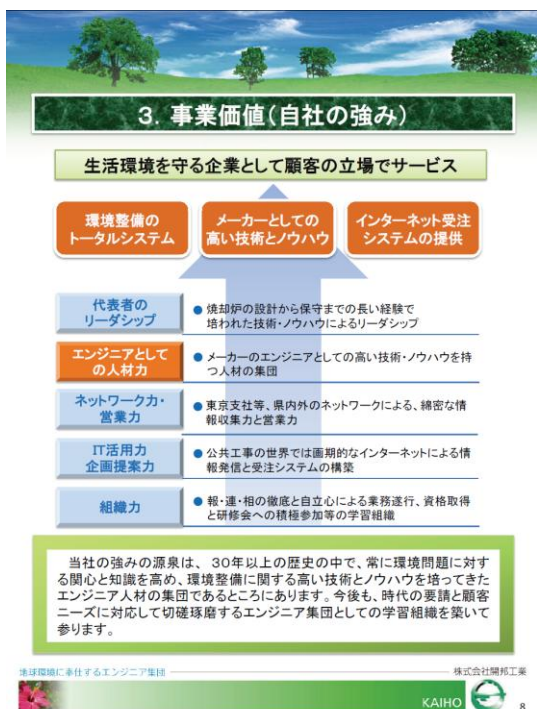 3．事業価値（自社の強み）
生活環境を守る企業として顧客の立場でサービス
環境整備の
トータルシステム
メーカーとしての
高い技術とノウハウ
インターネット受注
システムの提供
代表者の
リーダシップ
● 焼却炉の設計から保守までの長い経験で
培われた技術・ノウハウによるリーダシップ
エンジニアとして
の人材力
● メーカーのエンジニアとしての高い技術・ノウハウを持
つ人材の集団
ネットワーク力・
営業力
● 東京支社等、県内外のネットワークによる、綿密な情
報収集力と営業力
IT活用力
企画提案力
● 公共工事の世界では画期的なインターネットによる情
報発信と受注システムの構築
組織力
● 報・連・相の徹底と自立心による業務遂行、資格取得
と研修会への積極参加等の学習組織
当社の強みの源泉は、30年以上の歴史の中で、常に環境問題に対す
る関心と知識を高め、環境整備に関する高い技術とノウハウを培ってきた
エンジニア人材の集団であるところにあります。今後も、時代の要請と顧客
ニーズに対応して切磋琢磨するエンジニア集団としての学習組織を築いて
参ります。
地球環境に奉仕するエンジニア集団
株式会社開邦工業
KAIHO
8